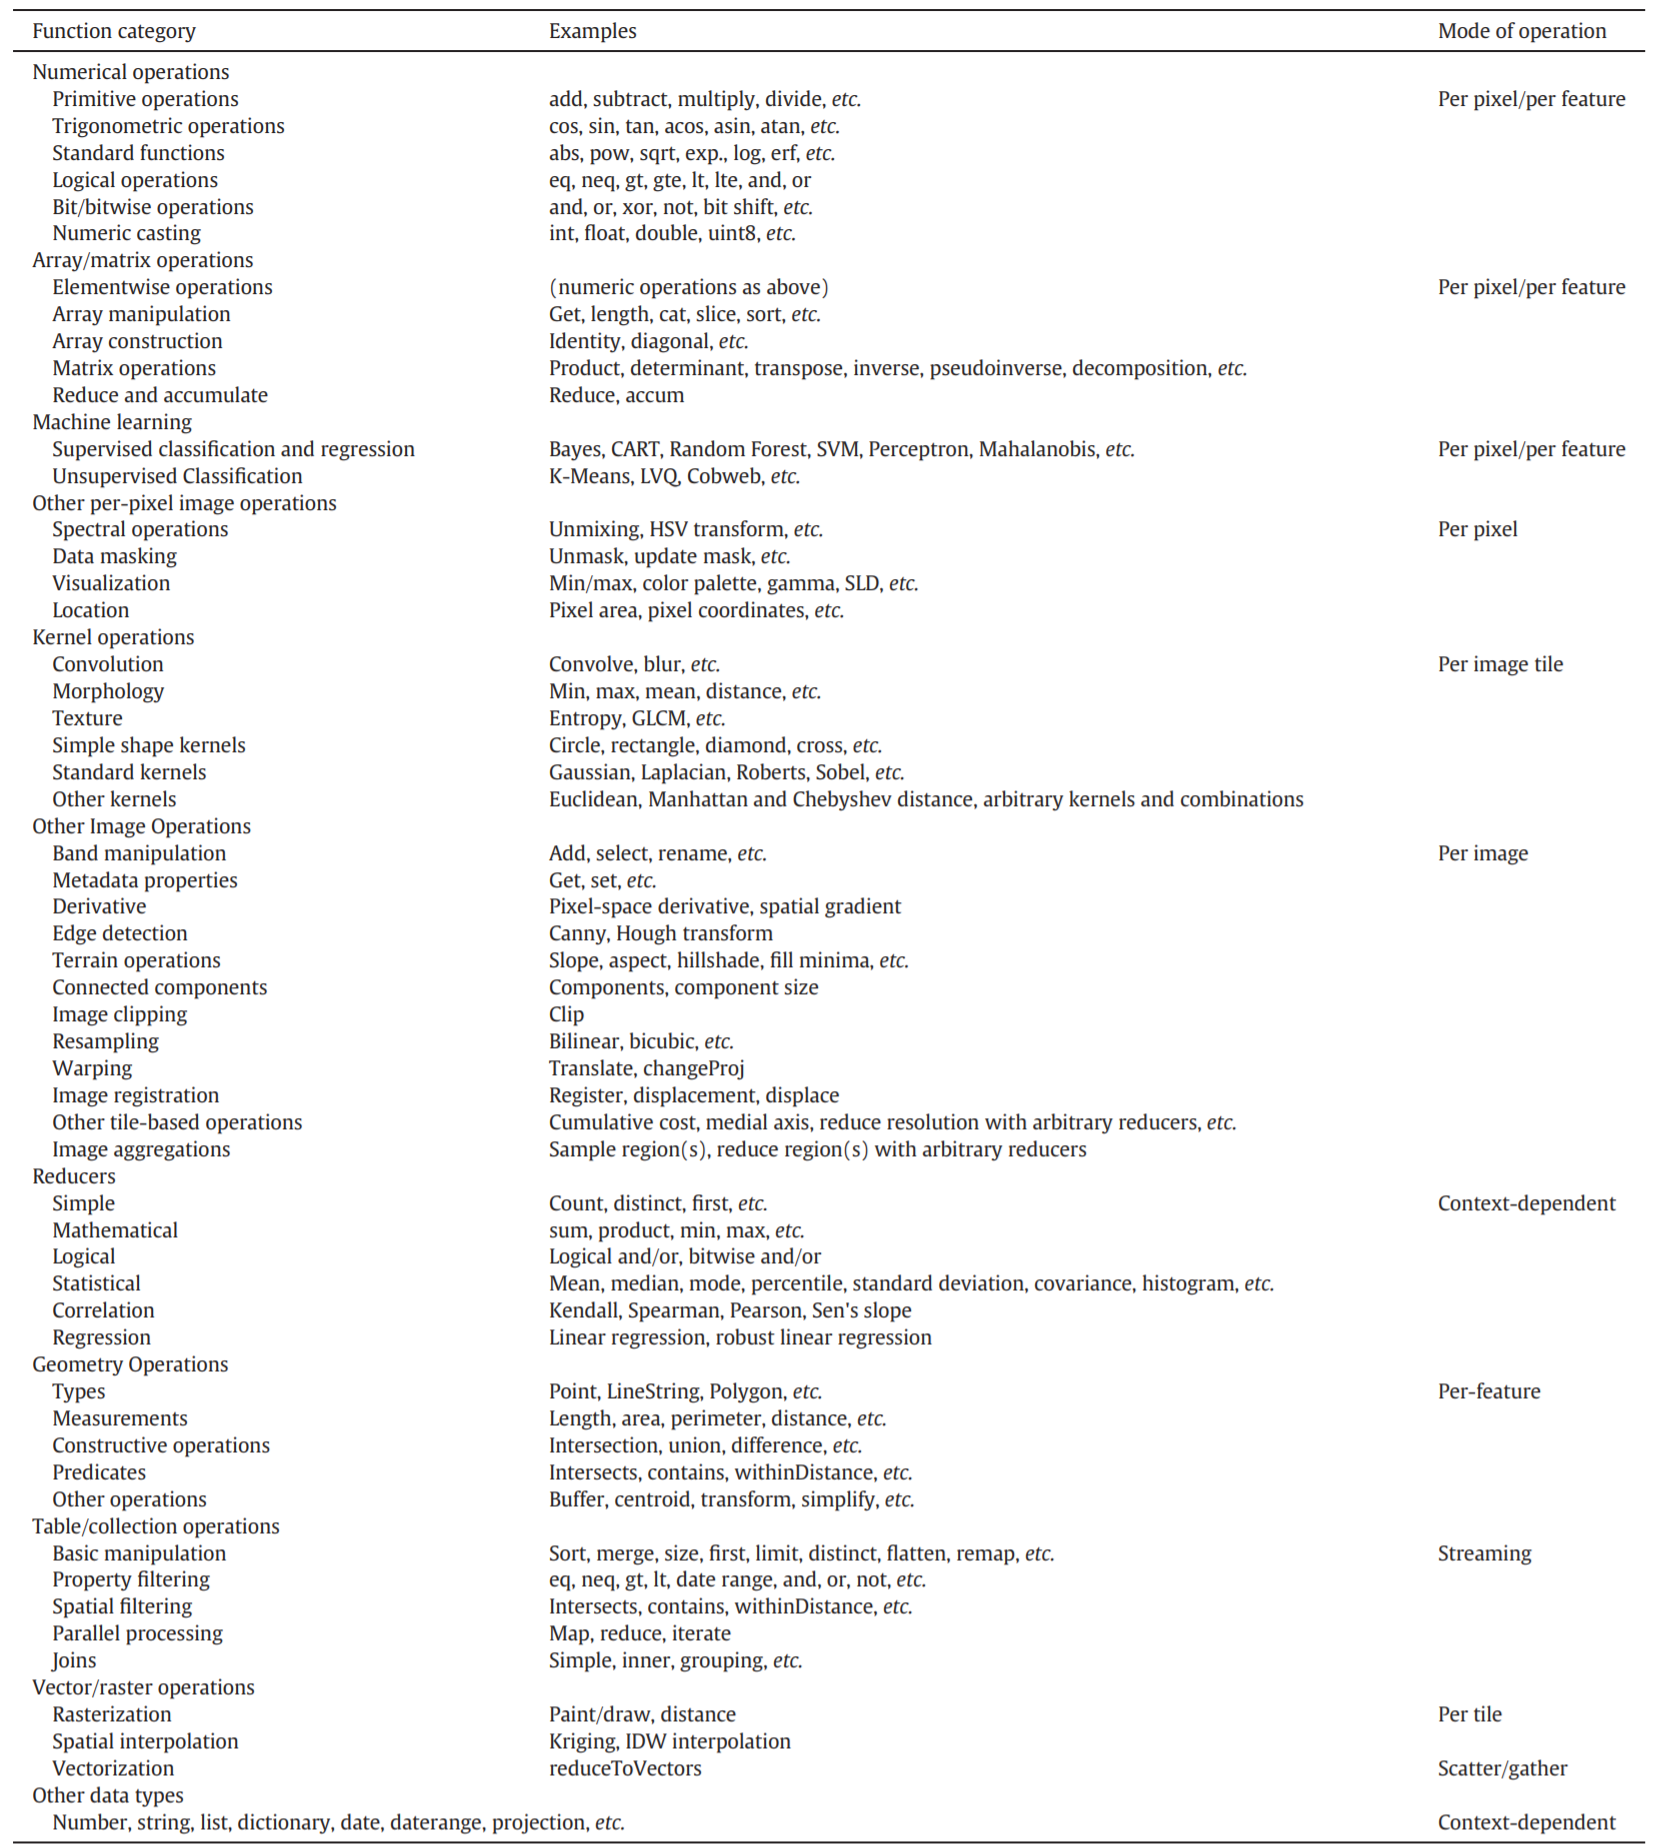 Function category Examples Mode of operation
Numerical operations
Primitive operations add, subtract, multiply, divide, etc. Per pixel/per feature
Trigonometric operations cos, sin, tan, acos, asin, atan, etc.
Standard functions abs, pow, sqrt, exp., log, erf, etc.
Logical operations eq, neq, gt, gte, lt, lte, and, or
Bit/bitwise operations and, or, xor, not, bit shift, etc.
Numeric casting int, float, double, uint8, etc.
Array/matrix operations
Elementwise operations (numeric operations as above) Per pixel/per feature
Array manipulation Get, length, cat, slice, sort, etc.
Array construction Identity, diagonal, etc.
Matrix operations Product, determinant, transpose, inverse, pseudoinverse, decomposition, etc.
Reduce and accumulate Reduce, accum
Machine learning
Supervised classification and regression Bayes, CART, Random Forest, SVM, Perceptron, Mahalanobis, etc. Per pixel/per feature
Unsupervised Classification K-Means, LVQ, Cobweb, etc.
Other per-pixel image operations
Spectral operations Unmixing, HSV transform, etc. Per pixel
Data masking Unmask, update mask, etc.
Visualization Min/max, color palette, gamma, SLD, etc.
Location Pixel area, pixel coordinates, etc.
Kernel operations
Convolution Convolve, blur, etc. Per image tile
Morphology Min, max, mean, distance, etc.
Texture Entropy, GLCM, etc.
Simple shape kernels Circle, rectangle, diamond, cross, etc.
Standard kernels Gaussian, Laplacian, Roberts, Sobel, etc.
Other kernels Euclidean, Manhattan and Chebyshev distance, arbitrary kernels and combinations
Other Image Operations
Band manipulation Add, select, rename, etc. Per image
Metadata properties Get, set, etc.
Derivative Pixel-space derivative, spatial gradient
Edge detection Canny, Hough transform
Terrain operations Slope, aspect, hillshade, fill minima, etc.
Connected components Components, component size
Image clipping Clip
Resampling Bilinear, bicubic, etc.
Warping Translate, changeProj
Image registration Register, displacement, displace
Other tile-based operations Cumulative cost, medial axis, reduce resolution with arbitrary reducers, etc.
Image aggregations Sample region(s), reduce region(s) with arbitrary reducers
Reducers
Simple Count, distinct, first, etc. Context-dependent
Mathematical sum, product, min, max, etc.
Logical Logical and/or, bitwise and/or
Statistical Mean, median, mode, percentile, standard deviation, covariance, histogram, etc.
Correlation Kendall, Spearman, Pearson, Sen's slope
Regression Linear regression, robust linear regression
Geometry Operations
Types Point, LineString, Polygon, etc. Per-feature
Measurements Length, area, perimeter, distance, etc.
Constructive operations Intersection, union, difference, etc.
Predicates Intersects, contains, withinDistance, etc.
Other operations Buffer, centroid, transform, simplify, etc.
Table/collection operations
Basic manipulation Sort, merge, size, first, limit, distinct, flatten, remap, etc. Streaming
Property filtering eq, neq, gt, lt, date range, and, or, not, etc.
Spatial filtering Intersects, contains, withinDistance, etc.
Parallel processing Map, reduce, iterate
Joins Simple, inner, grouping, etc.
Vector/raster operations
Rasterization Paint/draw, distance Per tile
Spatial interpolation Kriging, IDW interpolation
Vectorization reduceToVectors Scatter/gather
Other data types
Number, string, list, dictionary, date, daterange, projection, etc. Context-dependent